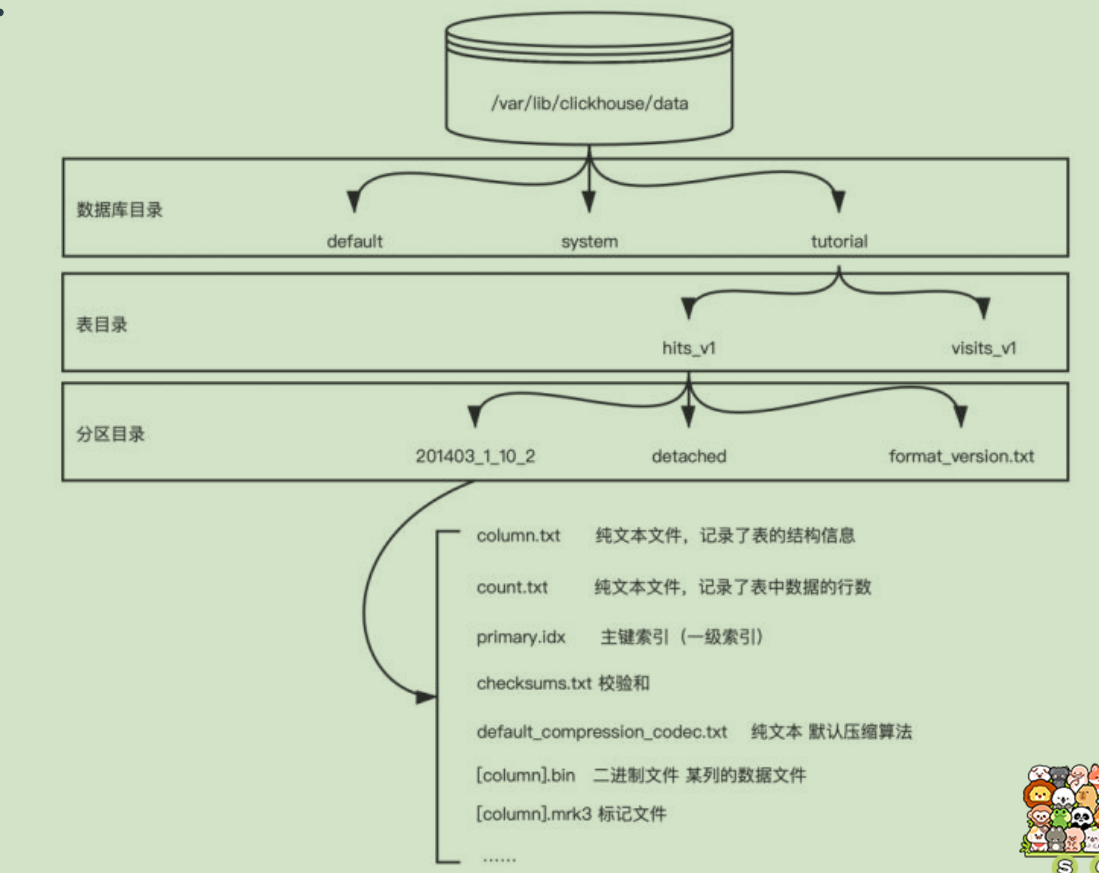 /var/lib/clickhouse/data
数据库目录
default system tutorial
表目录
hits_v1 visits_v1
分区目录
201403_1_10_2 detached format_version.txt
column.txt 纯文本文件，记录了表的结构信息
count.txt 纯文本文件，记录了表中数据的行数
primary.idx 主键索引（一级索引）
checksums.txt 校验和
default_compression_codec.txt 纯文本 默认压缩算法
[column].bin 二进制文件 某列的数据文件
[column].mrk3 标记文件
......
S